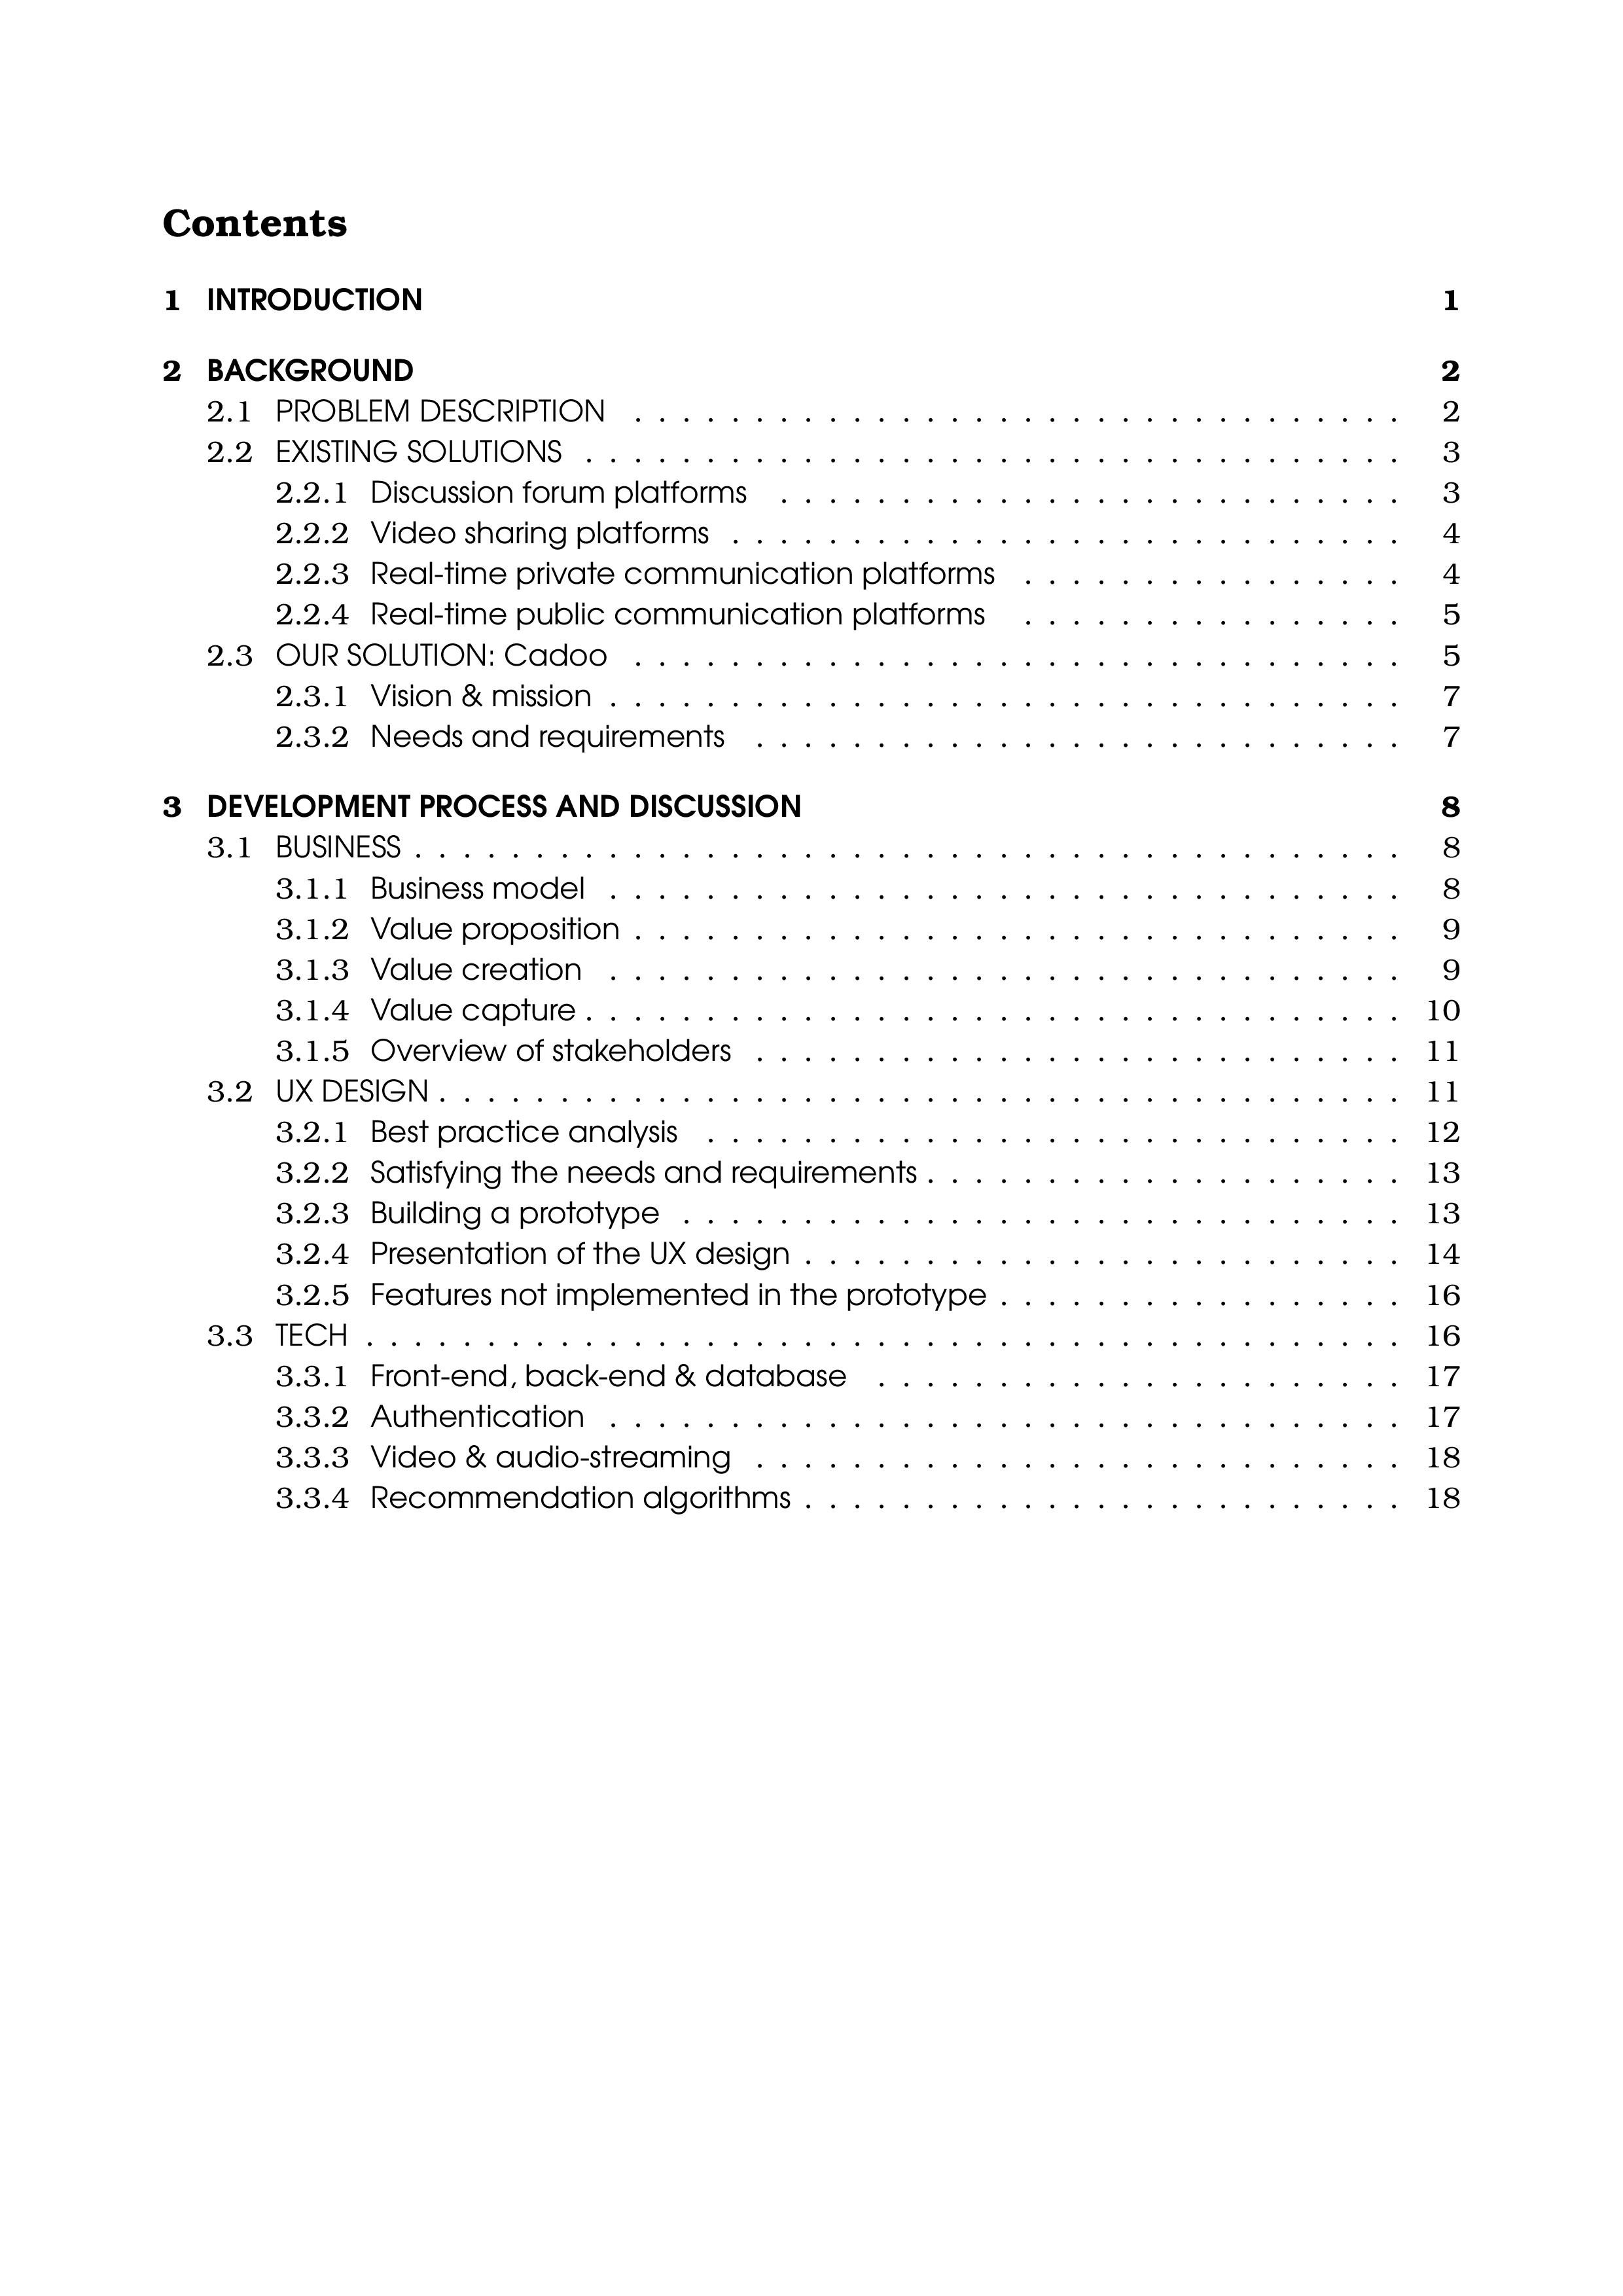 Contents
1 INTRODUCTION 1
2 BACKGROUND 2
2.1 PROBLEM DESCRIPTION . . . . . . . . . . . . . . . . . . . . . . . . . . . . . . . . 2
2.2 EXISTING SOLUTIONS . . . . . . . . . . . . . . . . . . . . . . . . . . . . . . . . . . 3
2.2.1 Discussion forum platforms . . . . . . . . . . . . . . . . . . . . . . . . . . 3
2.2.2 Video sharing platforms . . . . . . . . . . . . . . . . . . . . . . . . . . . . 4
2.2.3 Real-time private communication platforms . . . . . . . . . . . . . . . . 4
2.2.4 Real-time public communication platforms . . . . . . . . . . . . . . . . 5
2.3 OUR SOLUTION: Cadoo . . . . . . . . . . . . . . . . . . . . . . . . . . . . . . . . 5
2.3.1 Vision & mission . . . . . . . . . . . . . . . . . . . . . . . . . . . . . . . . . 7
2.3.2 Needs and requirements . . . . . . . . . . . . . . . . . . . . . . . . . . . 7
3 DEVELOPMENT PROCESS AND DISCUSSION 8
3.1 BUSINESS . . . . . . . . . . . . . . . . . . . . . . . . . . . . . . . . . . . . . . . . . 8
3.1.1 Business model . . . . . . . . . . . . . . . . . . . . . . . . . . . . . . . . . 8
3.1.2 Value proposition . . . . . . . . . . . . . . . . . . . . . . . . . . . . . . . . 9
3.1.3 Value creation . . . . . . . . . . . . . . . . . . . . . . . . . . . . . . . . . 9
3.1.4 Value capture . . . . . . . . . . . . . . . . . . . . . . . . . . . . . . . . . . 10
3.1.5 Overview of stakeholders . . . . . . . . . . . . . . . . . . . . . . . . . . . 11
3.2 UX DESIGN . . . . . . . . . . . . . . . . . . . . . . . . . . . . . . . . . . . . . . . . 11
3.2.1 Best practice analysis . . . . . . . . . . . . . . . . . . . . . . . . . . . . . 12
3.2.2 Satisfying the needs and requirements . . . . . . . . . . . . . . . . . . . . 13
3.2.3 Building a prototype . . . . . . . . . . . . . . . . . . . . . . . . . . . . . . 13
3.2.4 Presentation of the UX design . . . . . . . . . . . . . . . . . . . . . . . . . 14
3.2.5 Features not implemented in the prototype . . . . . . . . . . . . . . . . . 16
3.3 TECH . . . . . . . . . . . . . . . . . . . . . . . . . . . . . . . . . . . . . . . . . . . 16
3.3.1 Front-end, back-end & database . . . . . . . . . . . . . . . . . . . . . . 17
3.3.2 Authentication . . . . . . . . . . . . . . . . . . . . . . . . . . . . . . . . . 17
3.3.3 Video & audio-streaming . . . . . . . . . . . . . . . . . . . . . . . . . . . 18
3.3.4 Recommendation algorithms . . . . . . . . . . . . . . . . . . . . . . . . . 18